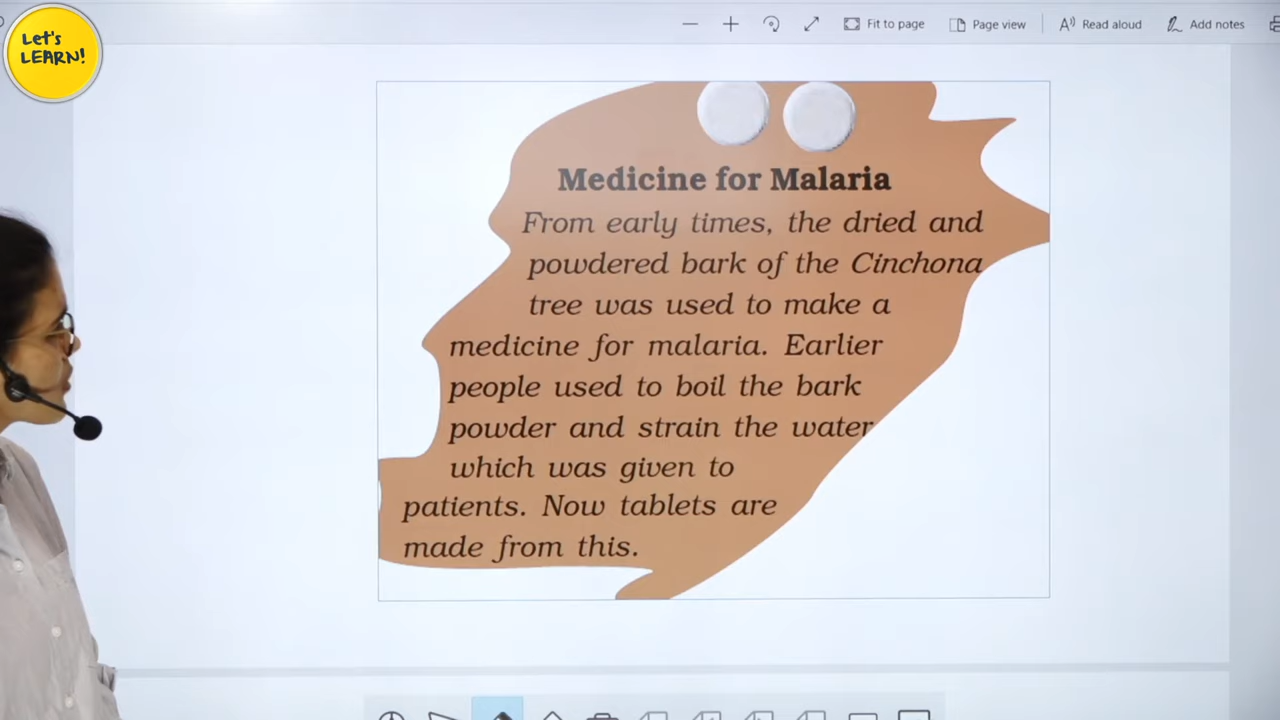 Let's
LEARN!
Fit to page
Page view
Read aloud
Add notes
Medicine for Malaria
From early times, the dried and
powdered bark of the Cinchona
tree was used to make a
medicine for malaria. Earlier
people used to boil the bark
powder and strain the water
which was given to
patients. Now tablets are
made from this.